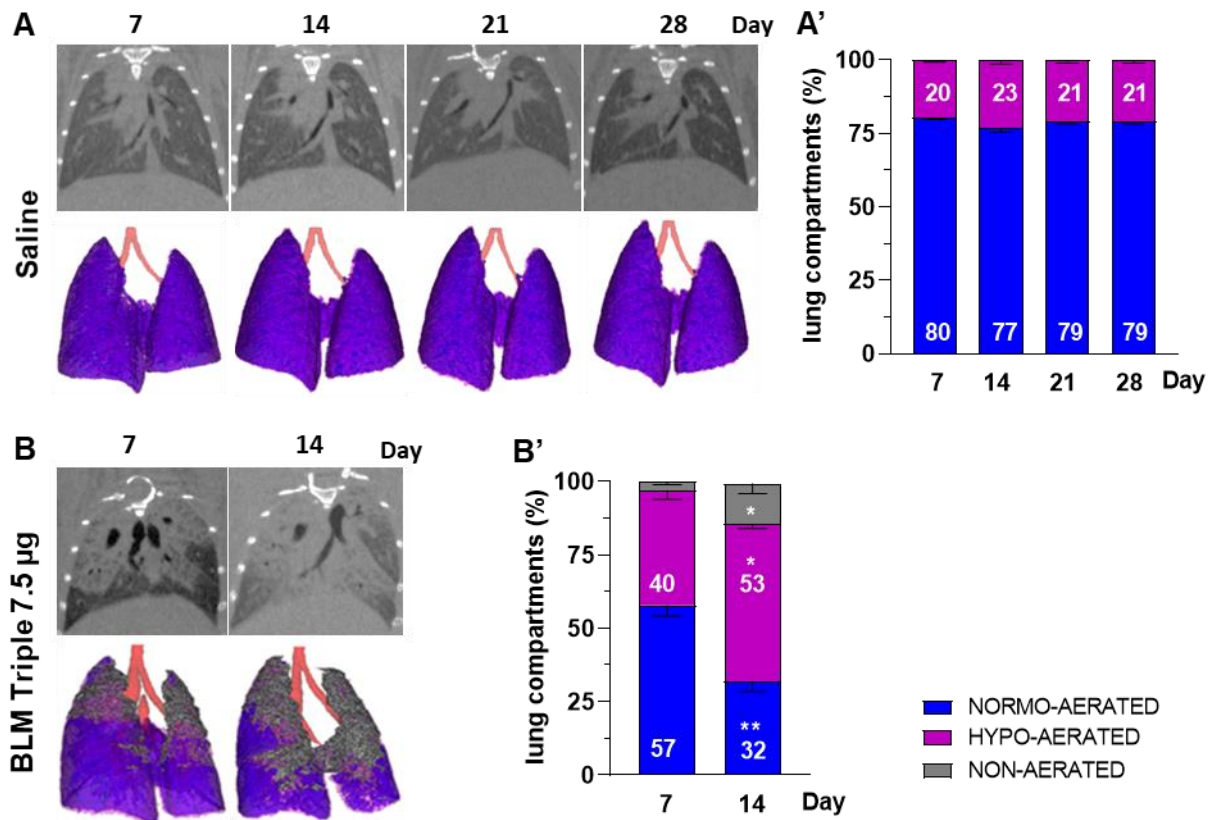 A
7 14 21 28 Day
Saline
A'
lung compartments (%)
100
75
50
25
0
20 23 21 21
80 77 79 79
7 14 21 28 Day
B
7 14 Day
BLM Triple 7.5 µg
B'
lung compartments (%)
100
75
50
25
0
*
*
40 53
**
57 32
7 14 Day
NORMO-AERATED
HYPO-AERATED
NON-AERATED